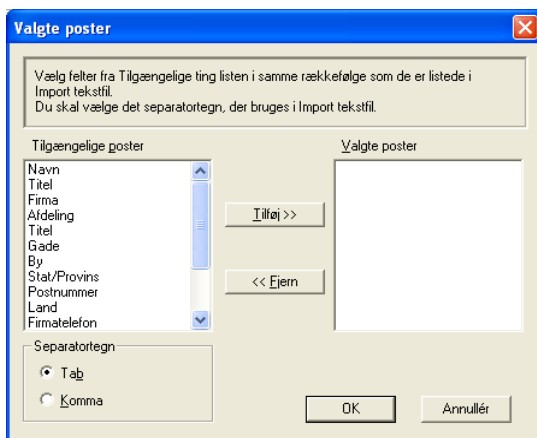 Valgte poster
Vælg felter fra Tilgængelige ting listen i samme rækkefølge som de er listede i
Import tekstfil.
Du skal vælge det separatortegn, der bruges i Import tekstfil.
Tilgængelige poster
Valgte poster
Navn
Titel
Firma
Afdeling
Titel
Gade
By
Stat/Provins
Postnummer
Land
Firmatelefon
Tilføj >>
<< Fjern
Separatortegn
Tab
Komma
OK
Annullér